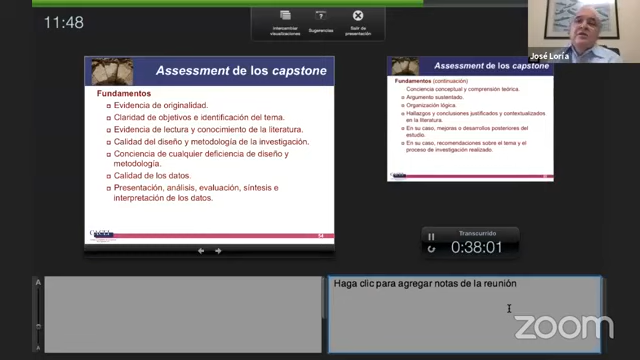 11:48
Intercambiar
visualizaciones
Sugerencias
Salir de
presentación
José Loría
Assessment de los capstone
Fundamentos
Evidencia de originalidad.
Claridad de objetivos e identificación del tema.
Evidencia de lectura y conocimiento de la literatura.
Calidad del diseño y metodología de la investigación.
Conciencia de cualquier deficiencia de diseño y
metodología.
Calidad de los datos.
Presentación, análisis, evaluación, síntesis e
interpretación de los datos.
54
Assessment de los capstone
Fundamentos (continuación)
Conciencia conceptual y comprensión teórica.
Argumento sustentado.
Organización lógica.
Hallazgos y conclusiones justificados y contextualizados
en la literatura.
En su caso, mejoras o desarrollos posteriores del
estudio.
En su caso, recomendaciones sobre el tema y el
proceso de investigación realizado.
Transcurrido
0:38:01
A
A
Haga clic para agregar notas de la reunión
zoom